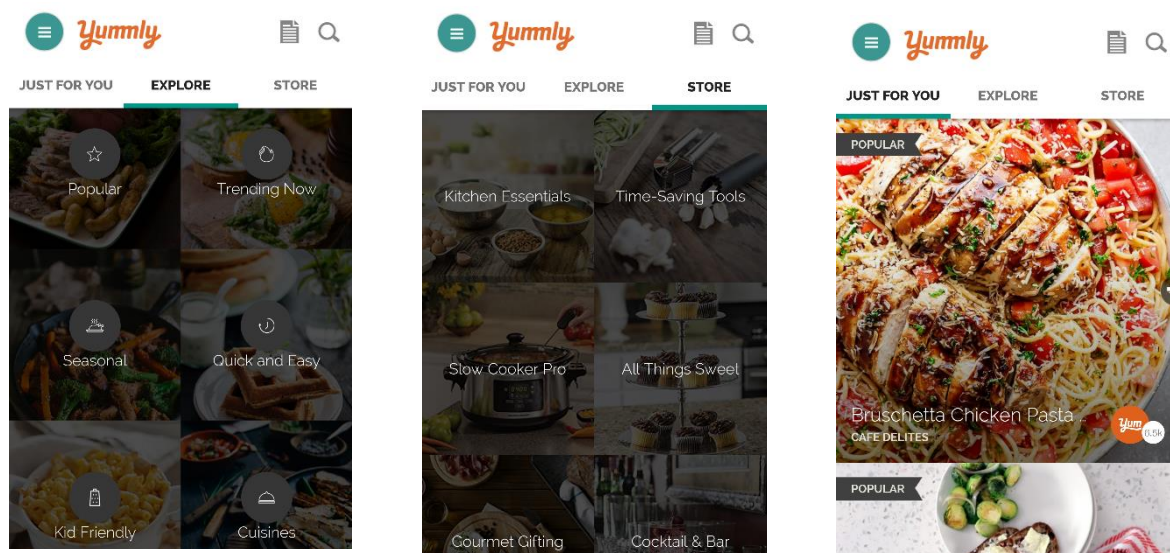 Yummly
JUST FOR YOU EXPLORE STORE
Popular Trending Now
Seasonal Quick and Easy
Kid Friendly Cuisines
Yummly
JUST FOR YOU EXPLORE STORE
Kitchen Essentials Time-Saving Tools
Slow Cooker Pro All Things Sweet
Gourmet Gifting Cocktail & Bar
Yummly
JUST FOR YOU EXPLORE STORE
POPULAR
Bruschetta Chicken Pasta ..
CAFE DELITES
Yum 6.5k
POPULAR